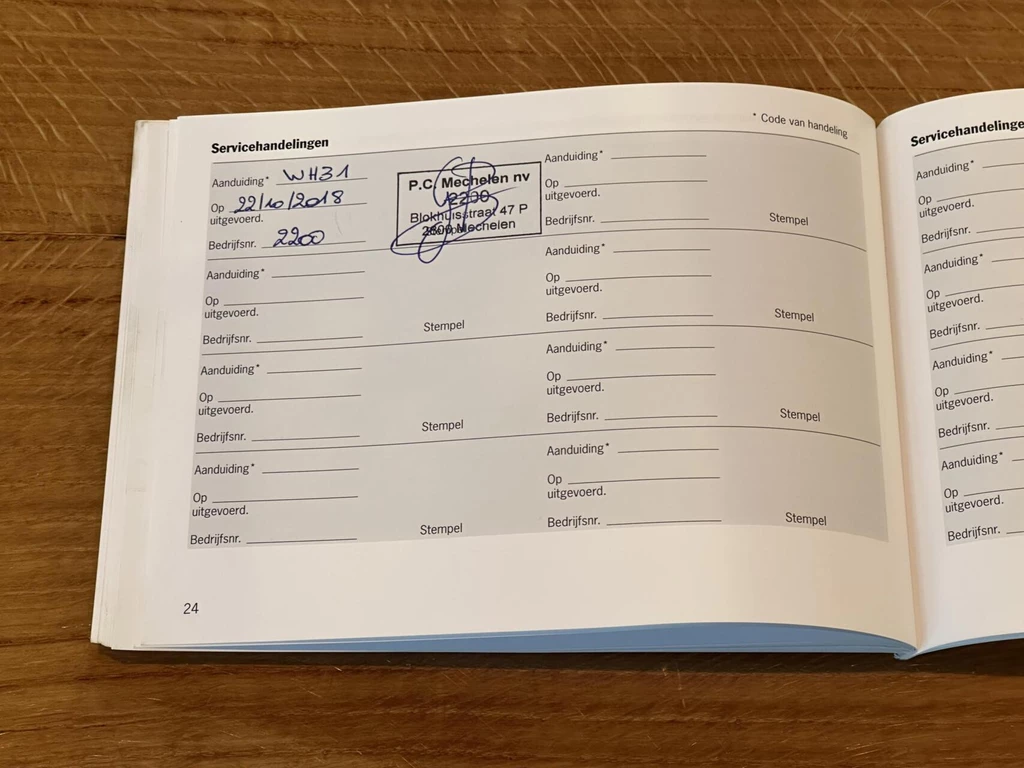 * Code van handeling
Servicehandelingen
Aanduiding* WH31
Op 22/10/2018
uitgevoerd.
Bedrijfsnr. 2200
P.C. Mechelen nv
2200
Blokhuisstraat 47 P
2800 Mechelen
Aanduiding*
Op
uitgevoerd.
Bedrijfsnr.
Stempel
Aanduiding*
Op
uitgevoerd.
Bedrijfsnr.
Stempel
Aanduiding*
Op
uitgevoerd.
Bedrijfsnr.
Stempel
Aanduiding*
Op
uitgevoerd.
Bedrijfsnr.
Stempel
Aanduiding*
Op
uitgevoerd.
Bedrijfsnr.
Stempel
Aanduiding*
Op
uitgevoerd.
Bedrijfsnr.
Stempel
Aanduiding*
Op
uitgevoerd.
Bedrijfsnr.
Stempel
24
Servicehandelinge
Aanduiding*
Op
uitgevoerd.
Bedrijfsnr.
Aanduiding*
Op
uitgevoerd.
Bedrijfsnr.
Aanduiding*
Op
uitgevoerd.
Bedrijfsnr.
Aanduiding*
Op
uitgevoerd.
Bedrijfsnr.